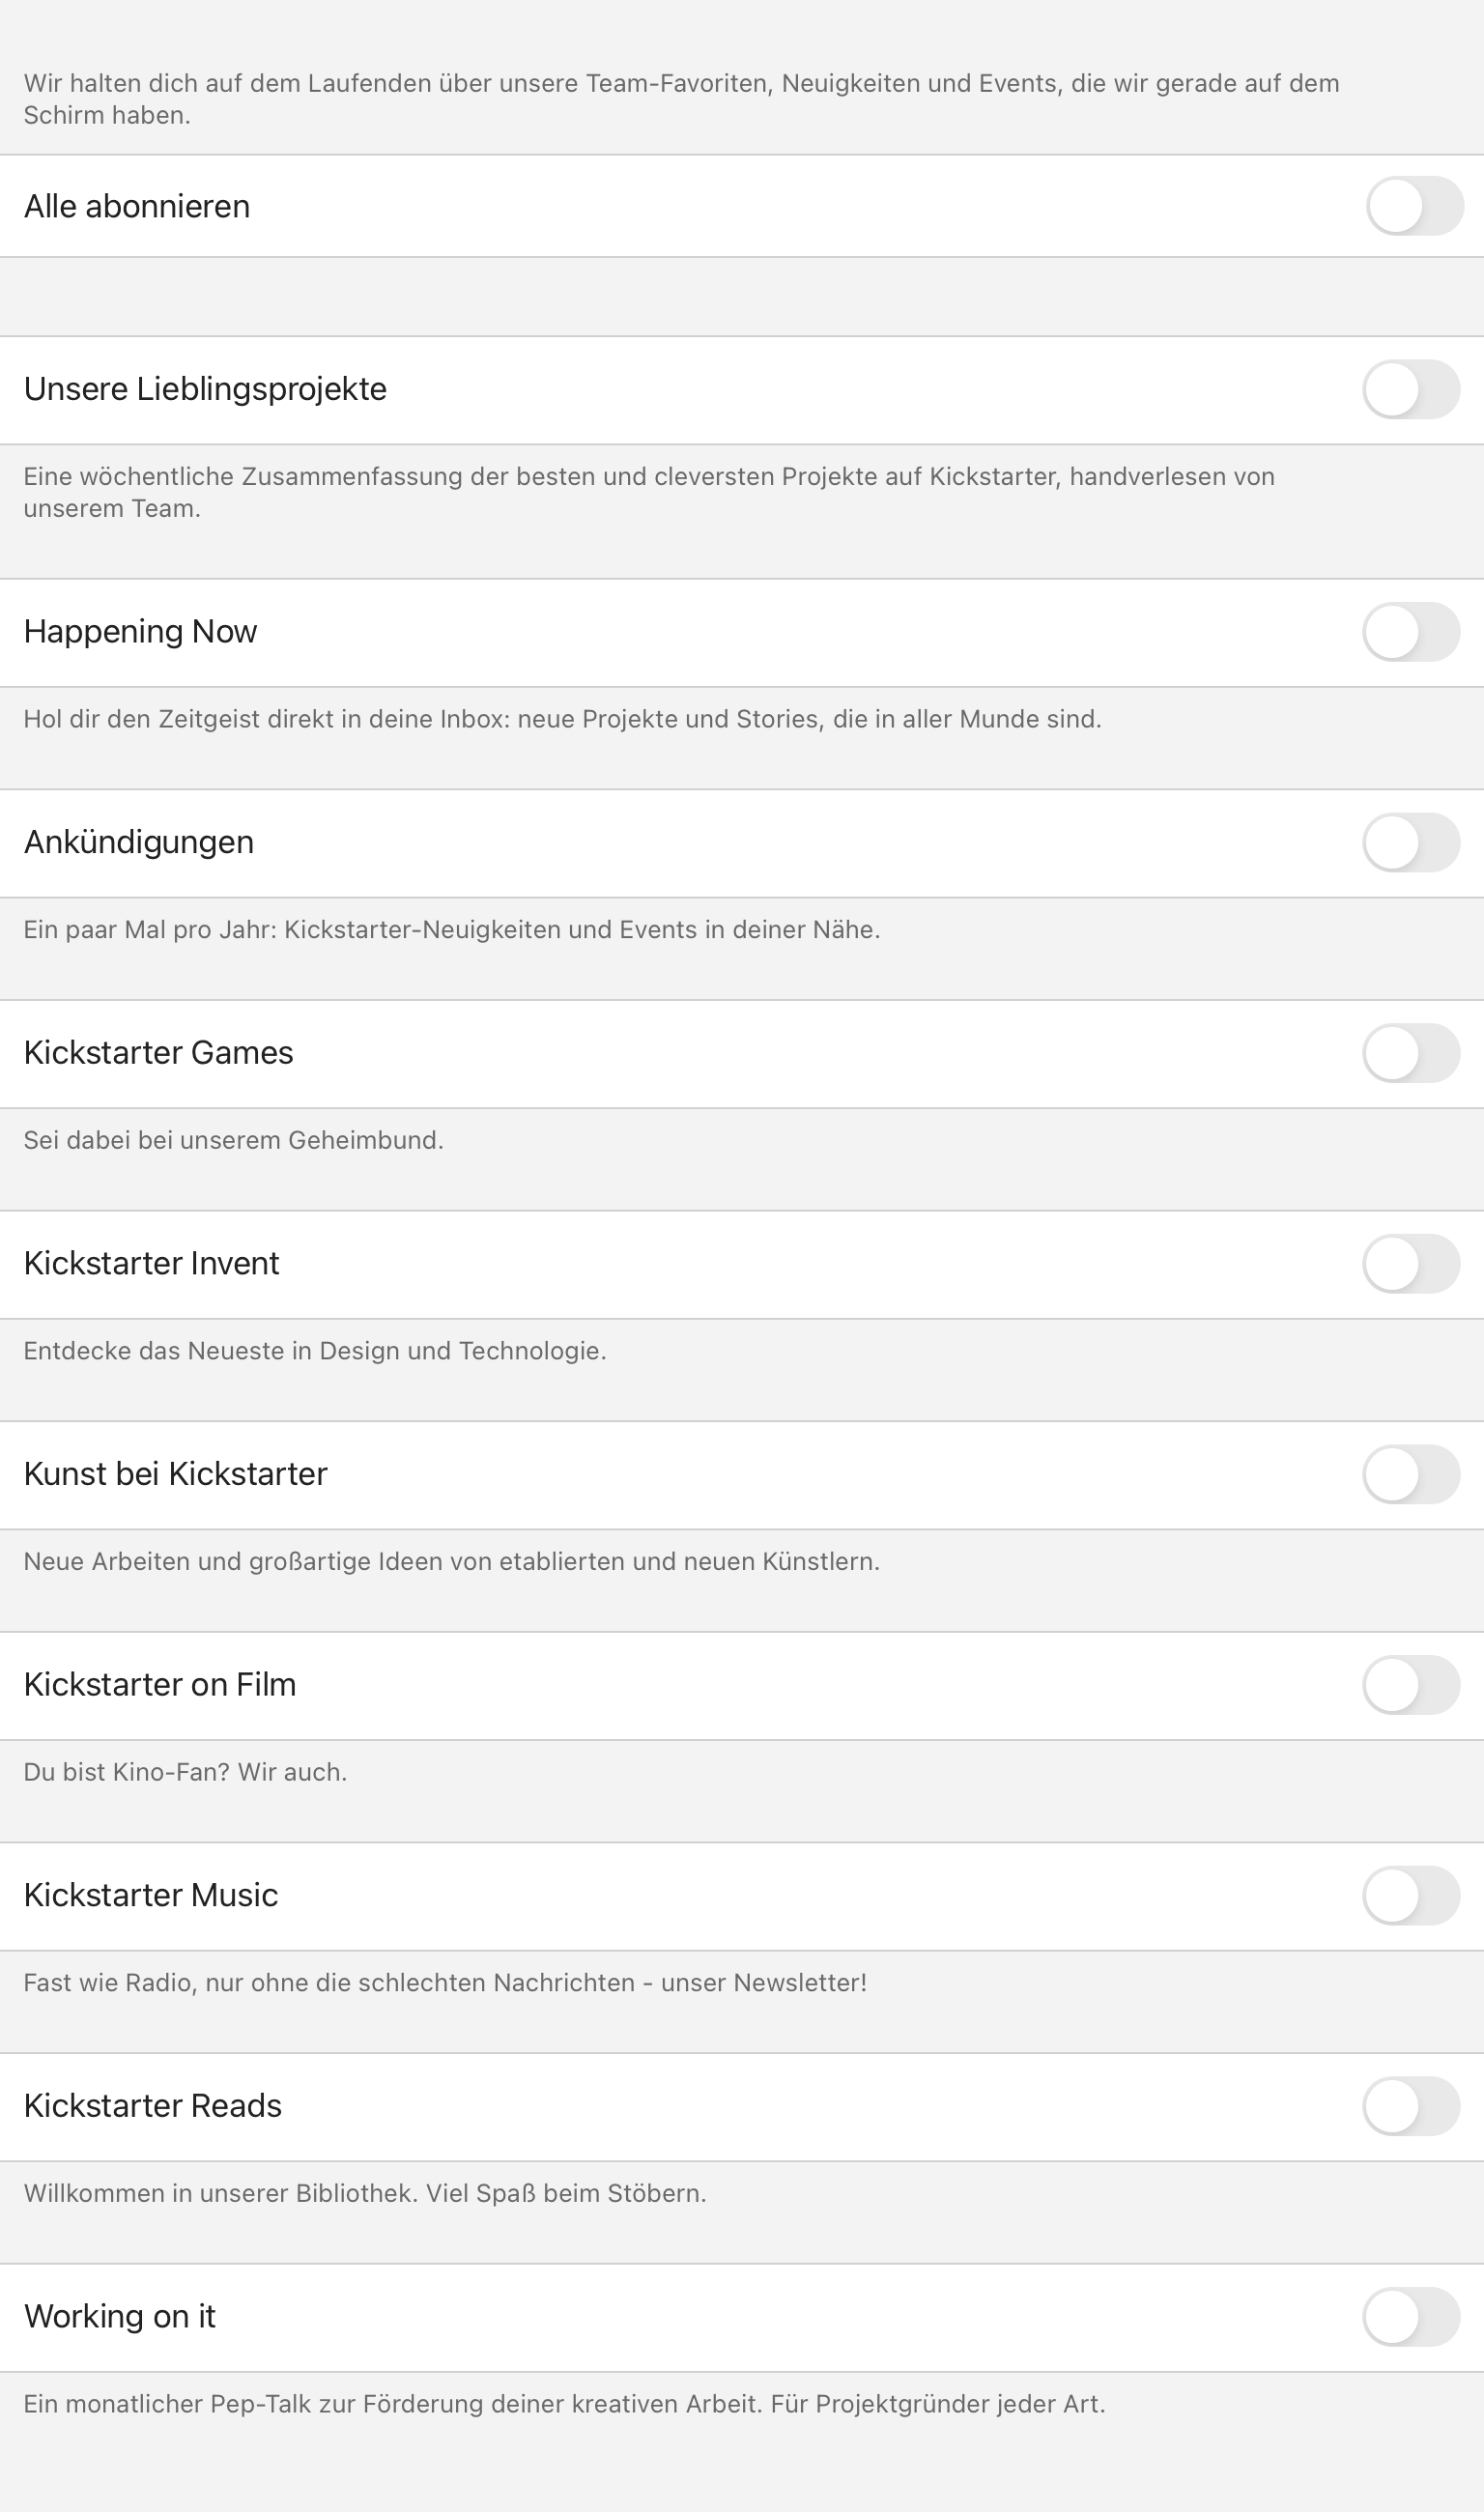 Wir halten dich auf dem Laufenden über unsere Team-Favoriten, Neuigkeiten und Events, die wir gerade auf dem
Schirm haben.
Alle abonnieren
Unsere Lieblingsprojekte
Eine wöchentliche Zusammenfassung der besten und cleversten Projekte auf Kickstarter, handverlesen von
unserem Team.
Happening Now
Hol dir den Zeitgeist direkt in deine Inbox: neue Projekte und Stories, die in aller Munde sind.
Ankündigungen
Ein paar Mal pro Jahr: Kickstarter-Neuigkeiten und Events in deiner Nähe.
Kickstarter Games
Sei dabei bei unserem Geheimbund.
Kickstarter Invent
Entdecke das Neueste in Design und Technologie.
Kunst bei Kickstarter
Neue Arbeiten und großartige Ideen von etablierten und neuen Künstlern.
Kickstarter on Film
Du bist Kino-Fan? Wir auch.
Kickstarter Music
Fast wie Radio, nur ohne die schlechten Nachrichten - unser Newsletter!
Kickstarter Reads
Willkommen in unserer Bibliothek. Viel Spaß beim Stöbern.
Working on it
Ein monatlicher Pep-Talk zur Förderung deiner kreativen Arbeit. Für Projektgründer jeder Art.